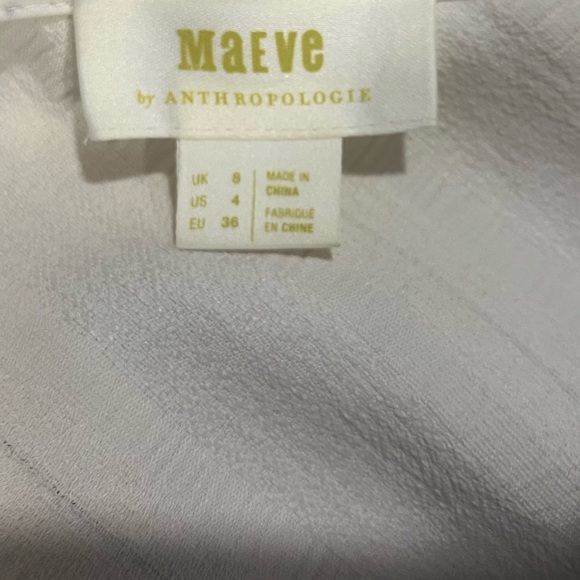 MaEVe
by ANTHROPOLOGIE
UK 8
US 4
EU 36
MADE IN
CHINA
FABRIQUÉ
EN CHINE